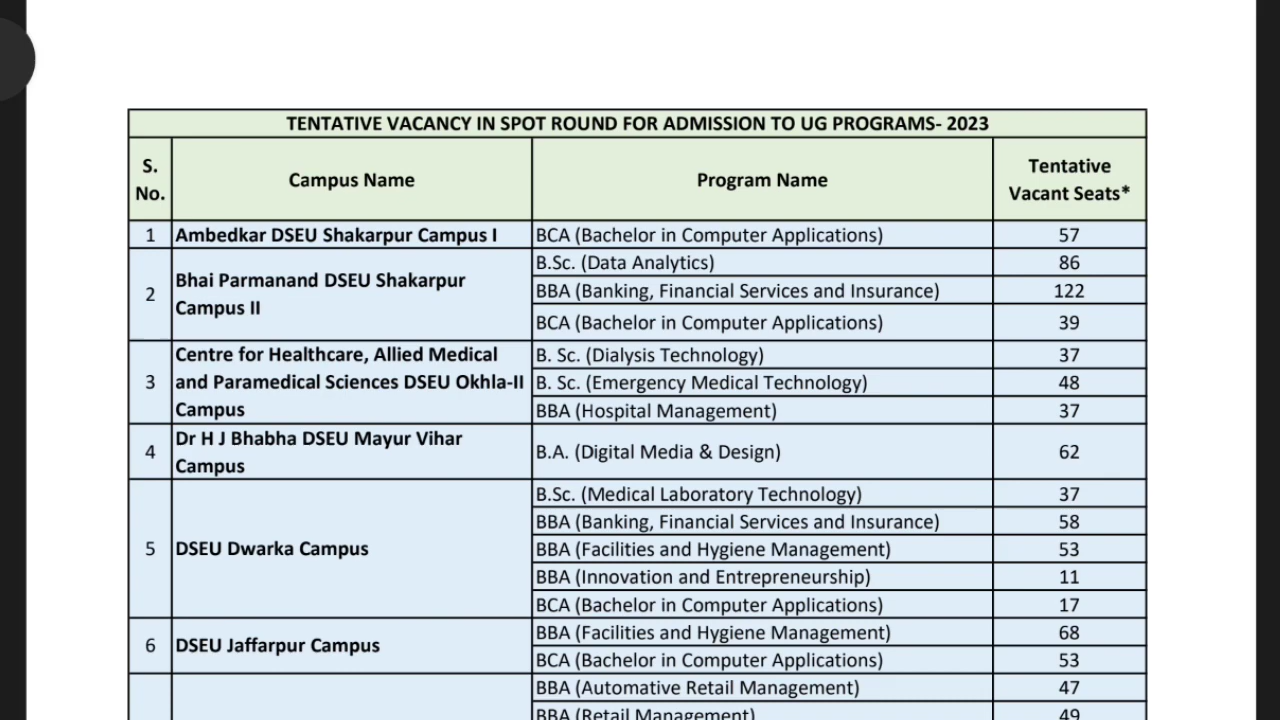 TENTATIVE VACANCY IN SPOT ROUND FOR ADMISSION TO UG PROGRAMS- 2023
S. No. Campus Name Program Name Tentative Vacant Seats*
1 Ambedkar DSEU Shakarpur Campus I BCA (Bachelor in Computer Applications) 57
2 Bhai Parmanand DSEU Shakarpur Campus II B.Sc. (Data Analytics) 86
BBA (Banking, Financial Services and Insurance) 122
BCA (Bachelor in Computer Applications) 39
3 Centre for Healthcare, Allied Medical and Paramedical Sciences DSEU Okhla-II Campus B. Sc. (Dialysis Technology) 37
B. Sc. (Emergency Medical Technology) 48
BBA (Hospital Management) 37
4 Dr H J Bhabha DSEU Mayur Vihar Campus B.A. (Digital Media & Design) 62
5 DSEU Dwarka Campus B.Sc. (Medical Laboratory Technology) 37
BBA (Banking, Financial Services and Insurance) 58
BBA (Facilities and Hygiene Management) 53
BBA (Innovation and Entrepreneurship) 11
BCA (Bachelor in Computer Applications) 17
6 DSEU Jaffarpur Campus BBA (Facilities and Hygiene Management) 68
BCA (Bachelor in Computer Applications) 53
BBA (Automative Retail Management) 47
BBA (Retail Management) 49